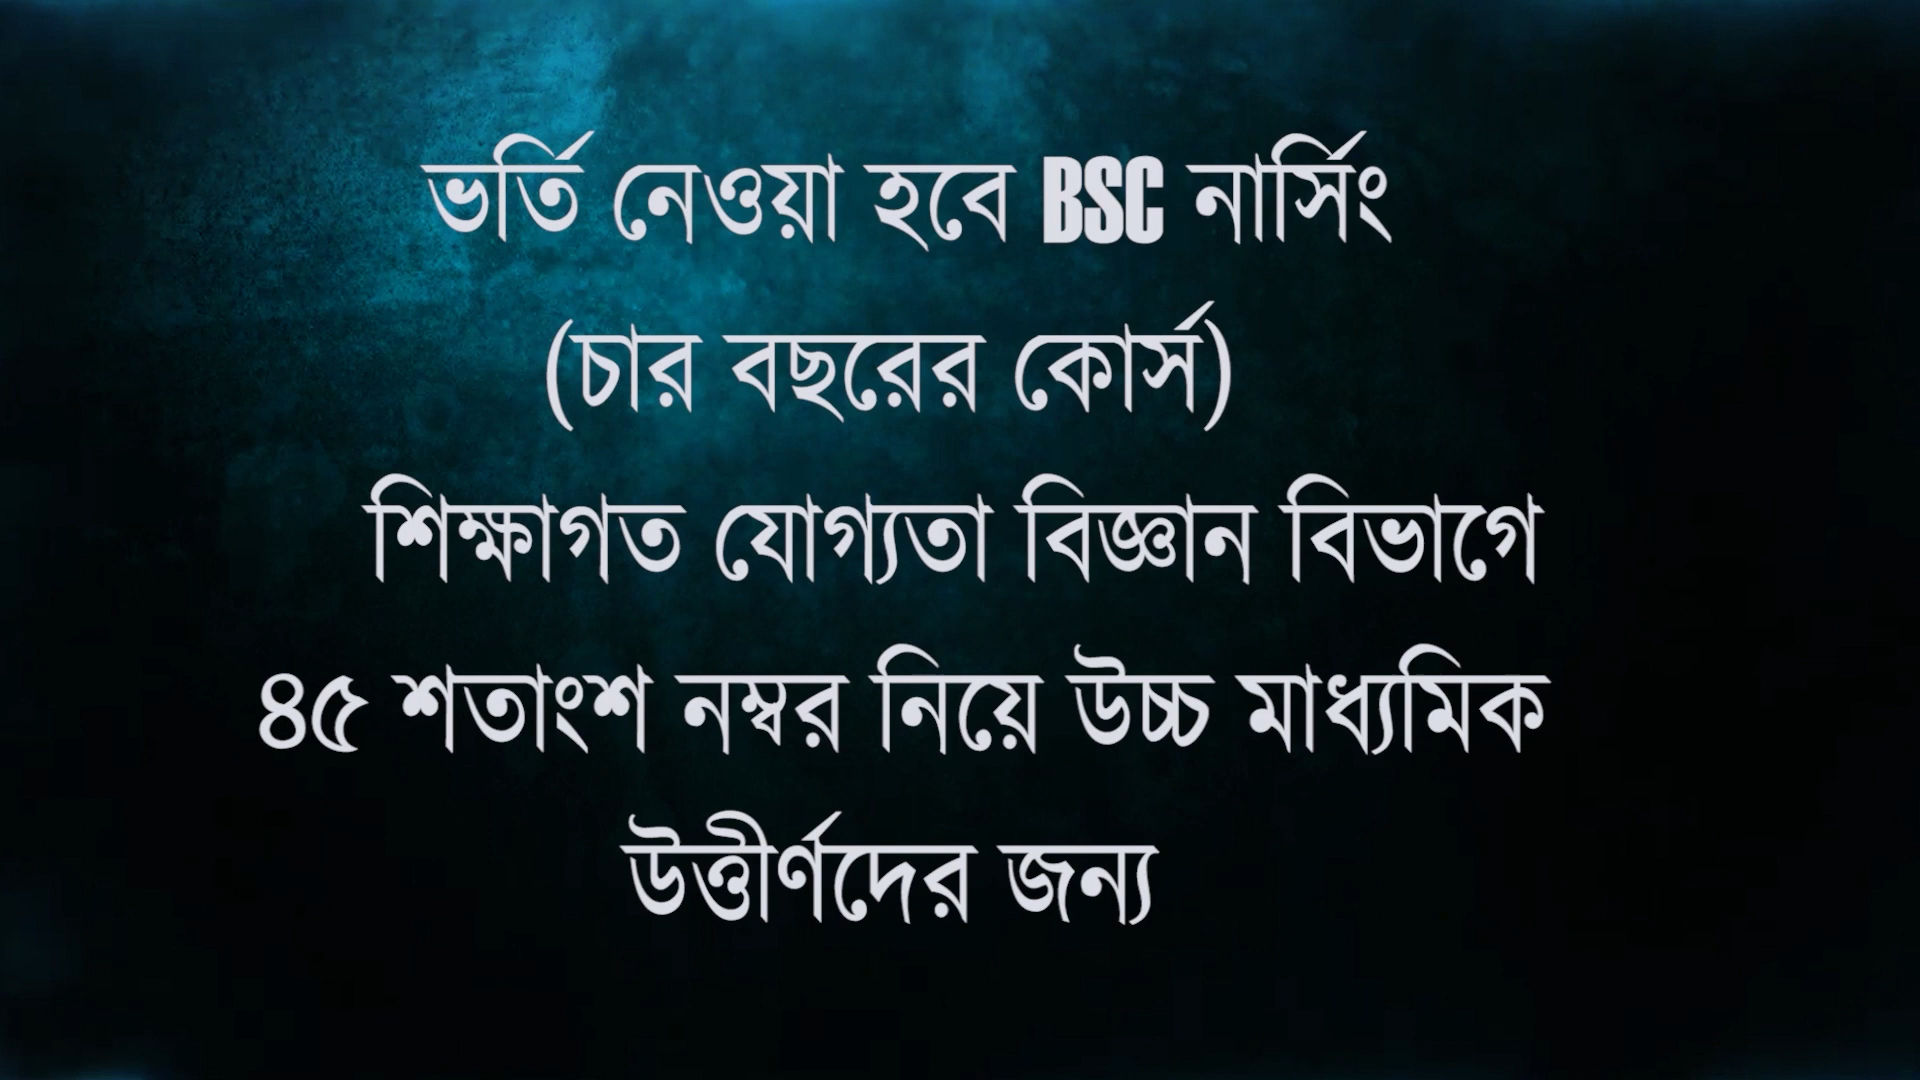 ভর্তি নেওয়া হবে BSC নার্সিং
(চার বছরের কোর্স)
শিক্ষাগত যোগ্যতা বিজ্ঞান বিভাগে
৪৫ শতাংশ নম্বর নিয়ে উচ্চ মাধ্যমিক
উত্তীর্ণদের জন্য